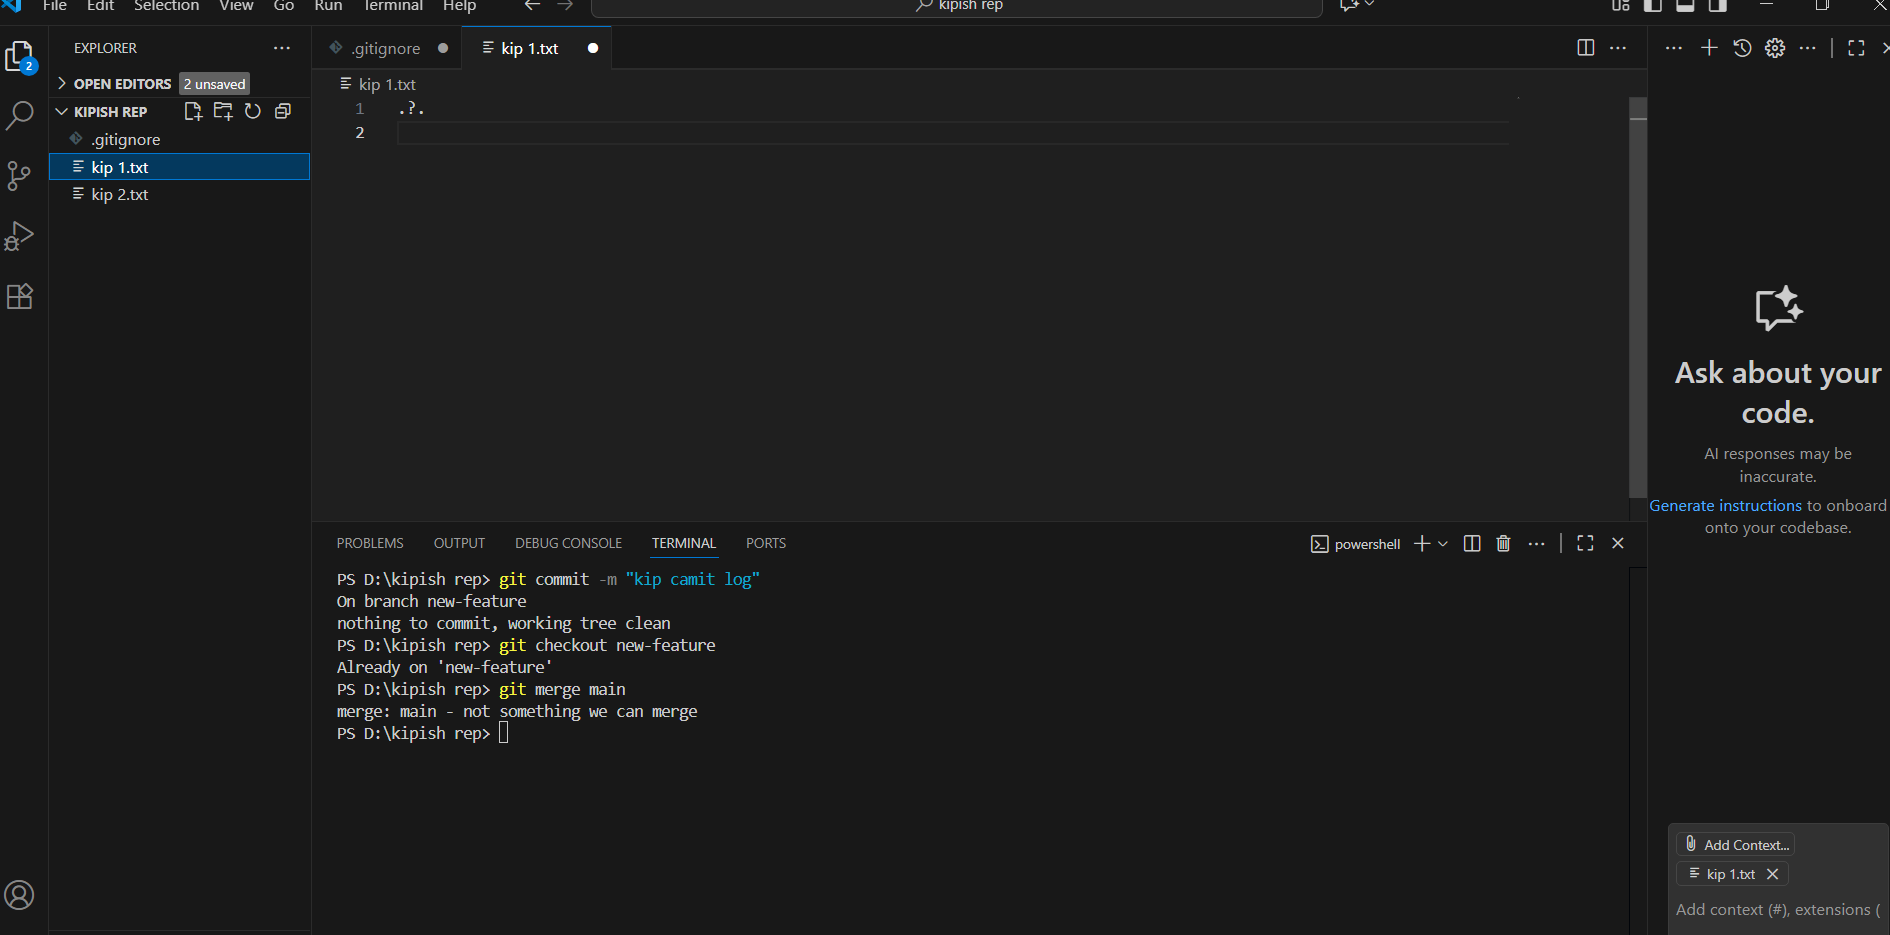 File Edit Selection View Go Run Terminal Help
kipish rep
EXPLORER
OPEN EDITORS 2 unsaved
KIPISH REP
.gitignore
kip 1.txt
kip 2.txt
2
.gitignore
kip 1.txt
kip 1.txt
1 .?.
2
PROBLEMS OUTPUT DEBUG CONSOLE TERMINAL PORTS
powershell
PS D:\kipish rep> git commit -m "kip camit log"
On branch new-feature
nothing to commit, working tree clean
PS D:\kipish rep> git checkout new-feature
Already on 'new-feature'
PS D:\kipish rep> git merge main
merge: main - not something we can merge
PS D:\kipish rep>
Ask about your
code.
AI responses may be
inaccurate.
Generate instructions to onboard
onto your codebase.
Add Context...
kip 1.txt
Add context (#), extensions (